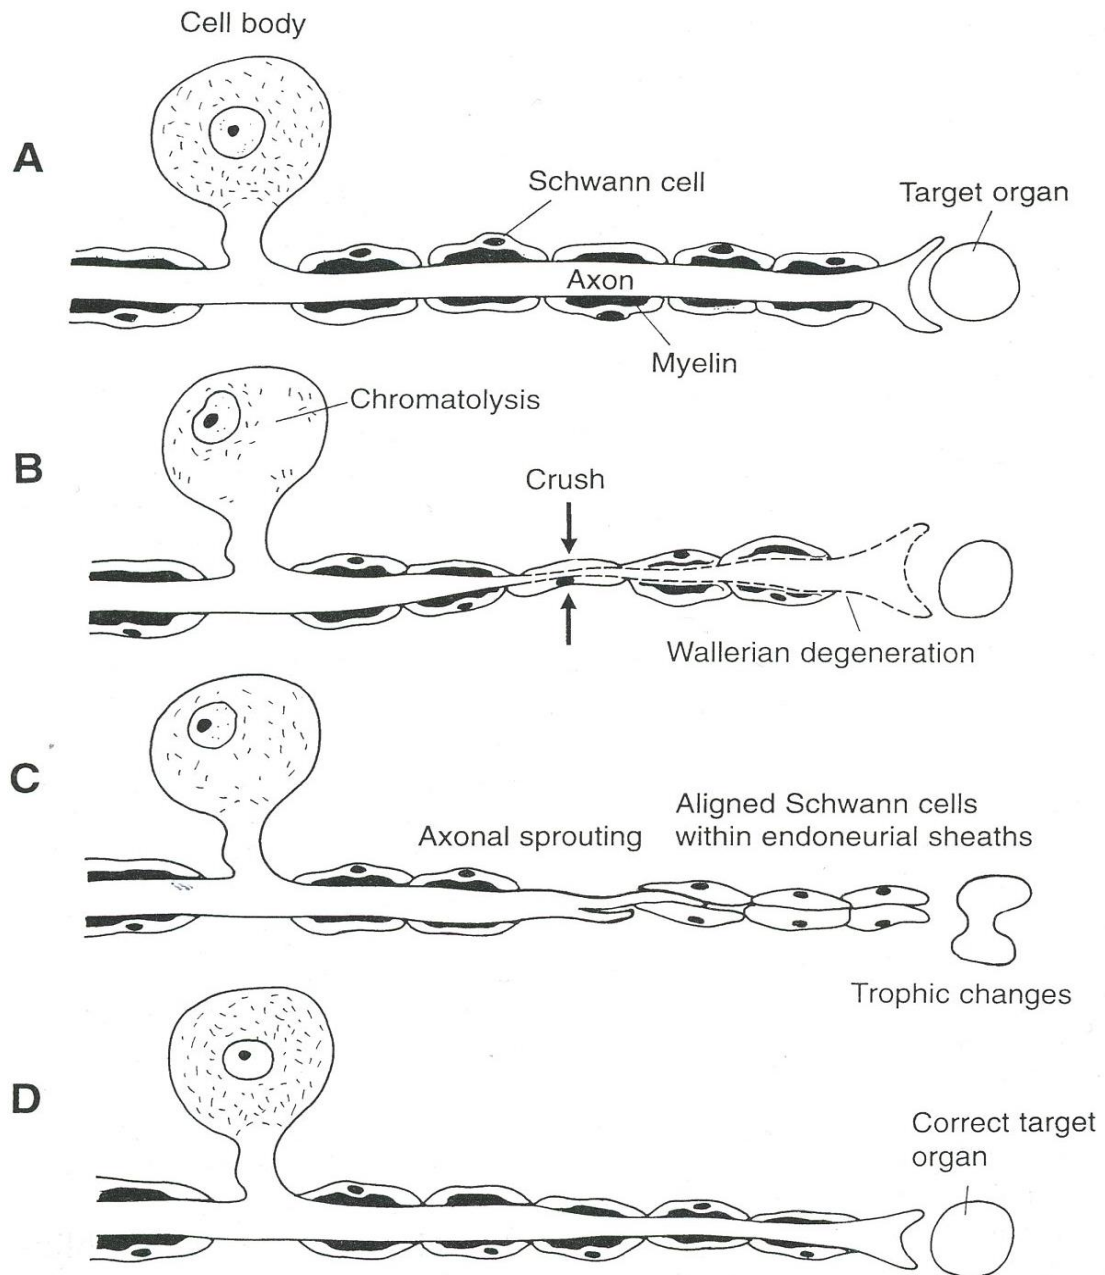 Cell body
A
Schwann cell
Target organ
Axon
Myelin
Chromatolysis
B
Crush
Wallerian degeneration
C
Axonal sprouting
Aligned Schwann cells
within endoneurial sheaths
Trophic changes
D
Correct target
organ